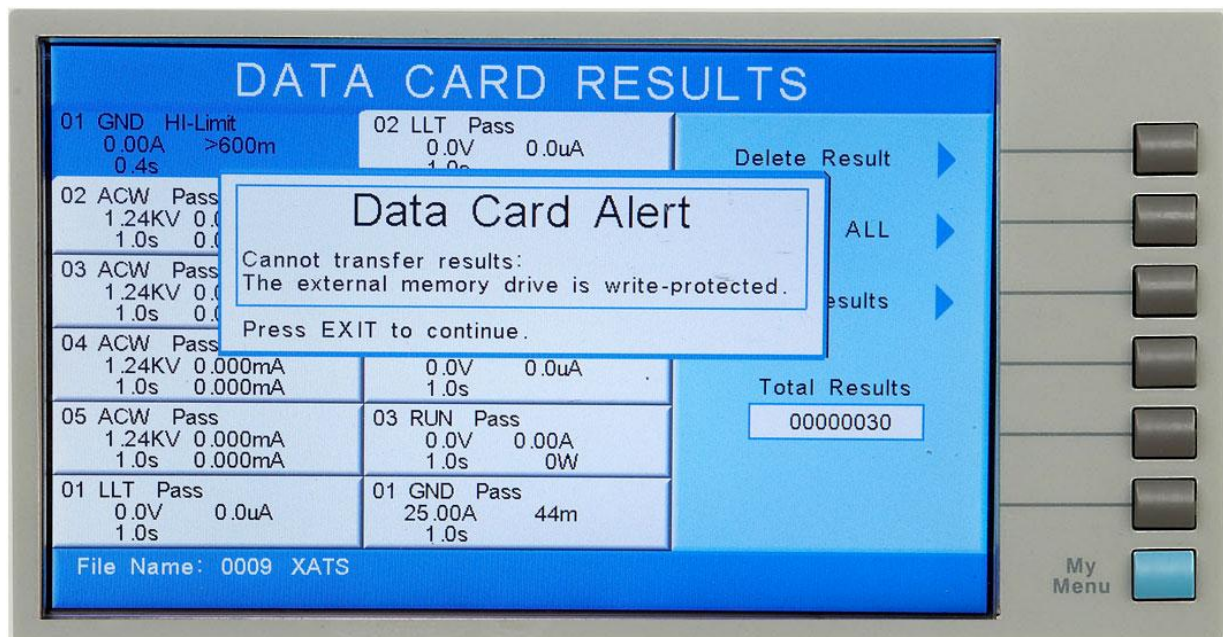 DATA CARD RESULTS
01 GND HI-Limit
0.00A >600m
0.4s
02 LLT Pass
0.0V 0.0uA
1.0s
Delete Result
02 ACW Pass
1.24KV
1.0s
ALL
03 ACW Pass
1.24KV
1.0s
Data Card Alert
Cannot transfer results:
The external memory drive is write-protected.
Press EXIT to continue.
04 ACW Pass
1.24KV 0.000mA
1.0s 0.000mA
0.0V 0.0uA
1.0s
Total Results
00000030
05 ACW Pass
1.24KV 0.000mA
1.0s 0.000mA
03 RUN Pass
0.0V 0.00A
1.0s 0W
01 LLT Pass
0.0V 0.0uA
1.0s
01 GND Pass
25.00A 44m
1.0s
File Name: 0009 XATS
My
Menu